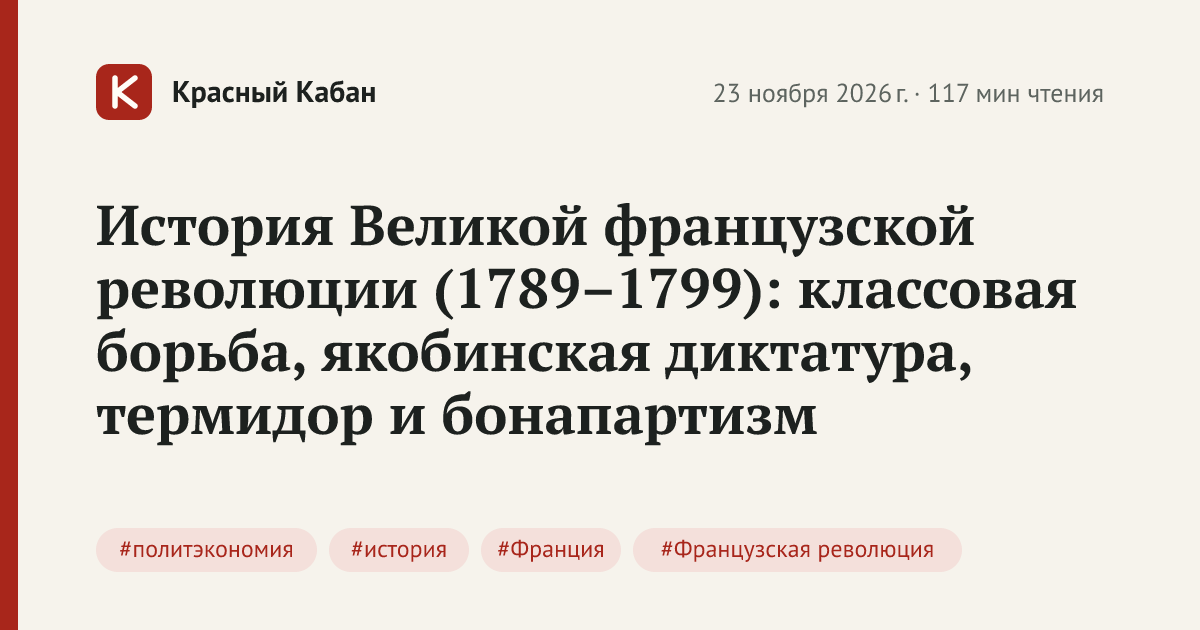 K
Красный Кабан
23 ноября 2026 г. · 117 мин чтения
История Великой французской
революции (1789–1799): классовая
борьба, якобинская диктатура,
термидор и бонапартизм
#политэкономия #история #Франция #Французская революция